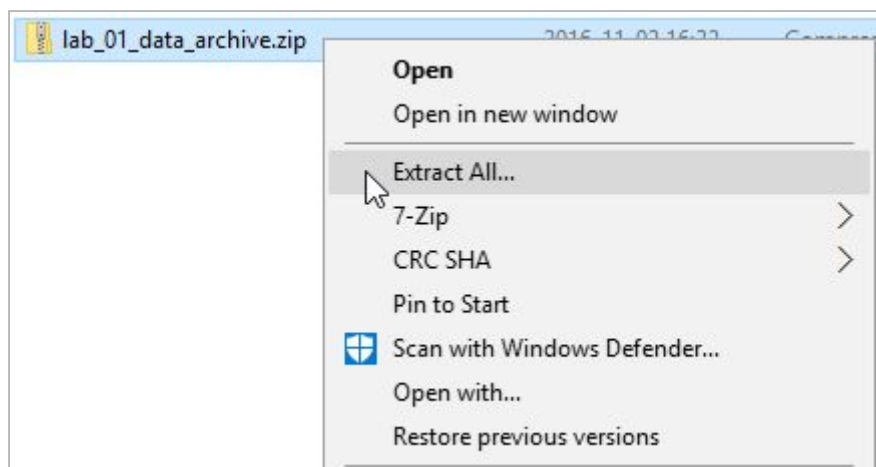 lab_01_data_archive.zip
Open
Open in new window
Extract All...
7-Zip
CRC SHA
Pin to Start
Scan with Windows Defender...
Open with...
Restore previous versions